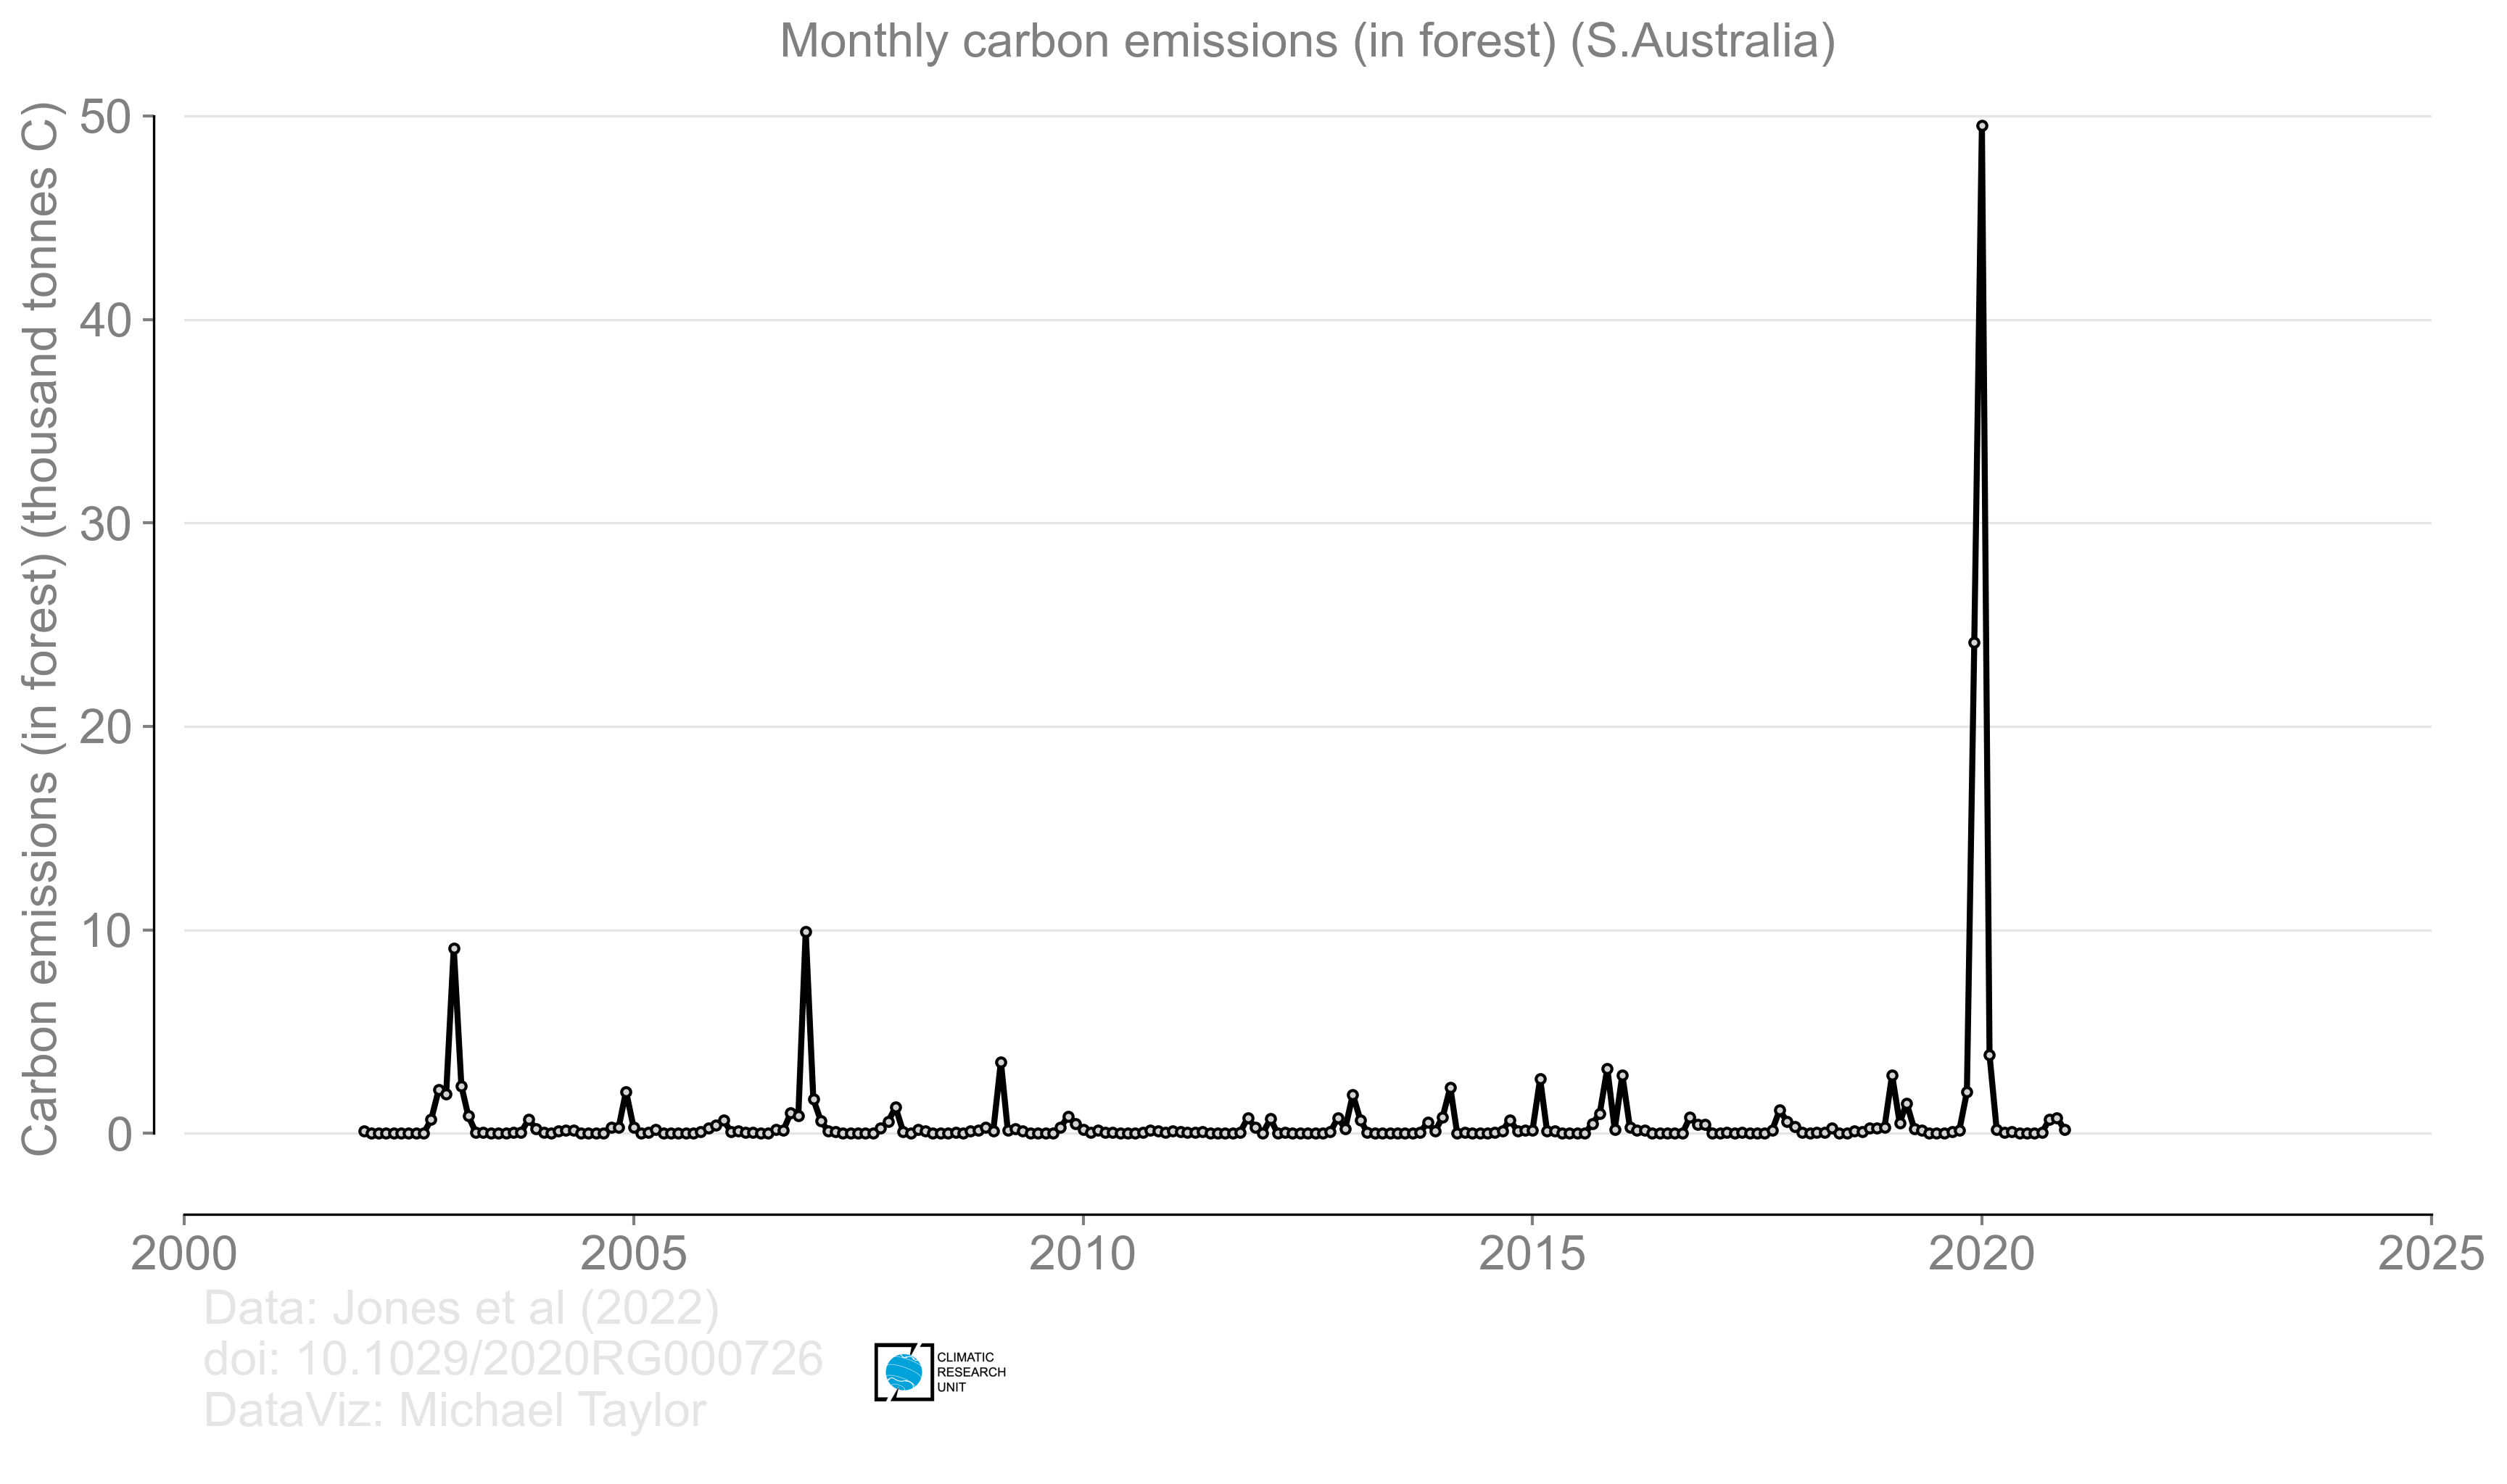 Monthly carbon emissions (in forest) (S.Australia)
Carbon emissions (in forest) (thousand tonnes C)
50
40
30
20
10
0
2000 2005 2010 2015 2020 2025
Data: Jones et al (2022)
doi: 10.1029/2020RG000726
DataViz: Michael Taylor
CLIMATIC
RESEARCH
UNIT